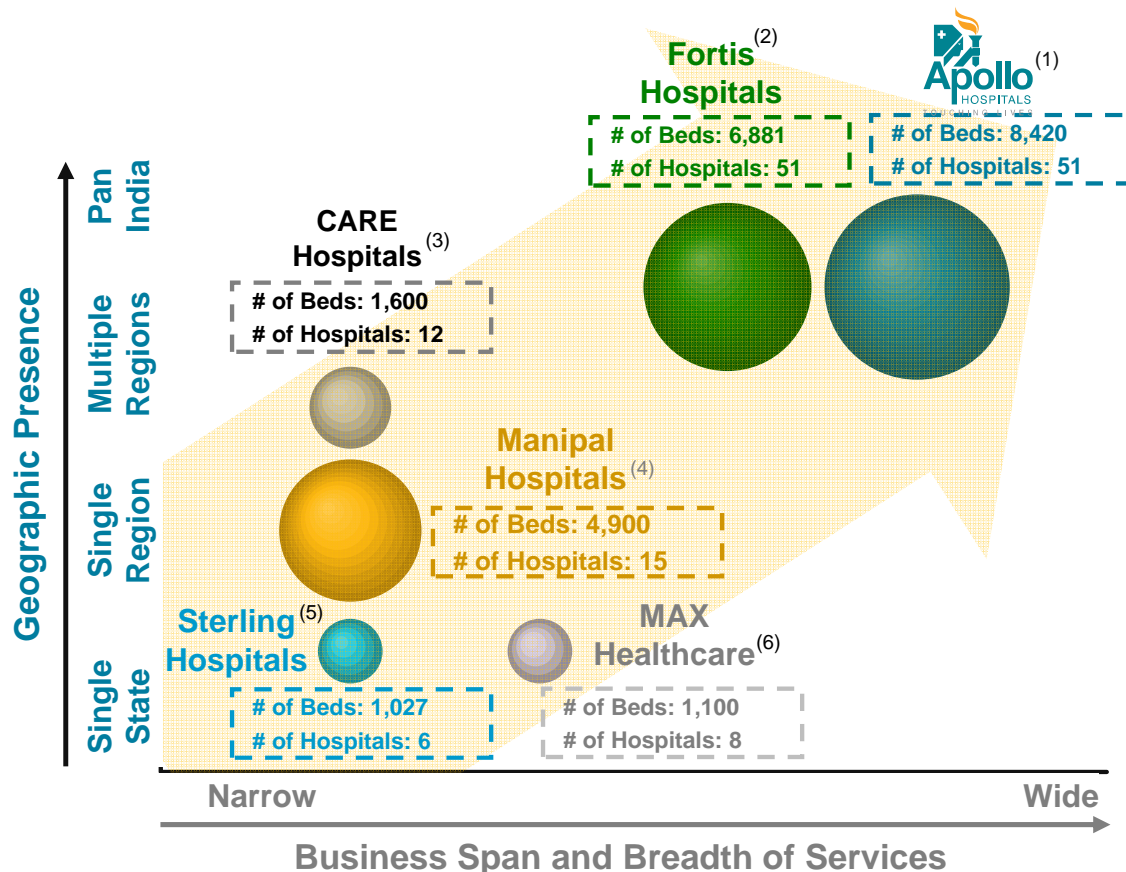 Fortis (2)
Hospitals
# of Beds: 6,881
# of Hospitals: 51
Apollo (1)
HOSPITALS
TOUCHING LIVES
# of Beds: 8,420
# of Hospitals: 51
CARE
Hospitals (3)
# of Beds: 1,600
# of Hospitals: 12
Manipal
Hospitals (4)
# of Beds: 4,900
# of Hospitals: 15
Sterling (5)
Hospitals
# of Beds: 1,027
# of Hospitals: 6
MAX
Healthcare (6)
# of Beds: 1,100
# of Hospitals: 8
Geographic Presence
Pan
India
Multiple
Regions
Single
Region
Single
State
Narrow
Wide
Business Span and Breadth of Services